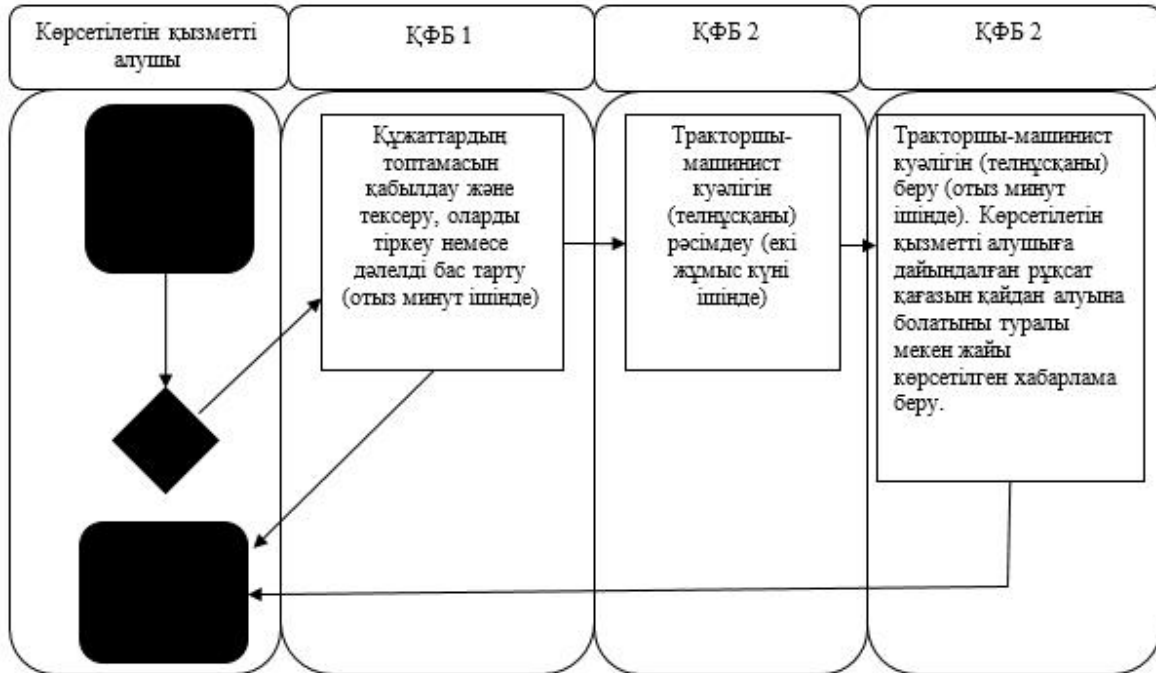 Көрсетілетін қызметті
алушы
ҚФБ 1
ҚФБ 2
ҚФБ 2
Құжаттардың
топтамасын
қабылдау және
тексеру, оларды
тіркеу немесе
дәлелді бас тарту
(отыз минут ішінде)
Тракторшы-
машинист
куәлігін
(телнұсқаны)
рәсімдеу (екі
жұмыс күні
ішінде)
Тракторшы-машинист
куәлігін (телнұсқаны)
беру (отыз минут
ішінде). Көрсетілетін
қызметті алушыға
дайындалған рұқсат
қағазын қайдан алуына
болатыны туралы
мекен жайы
көрсетілген хабарлама
беру.